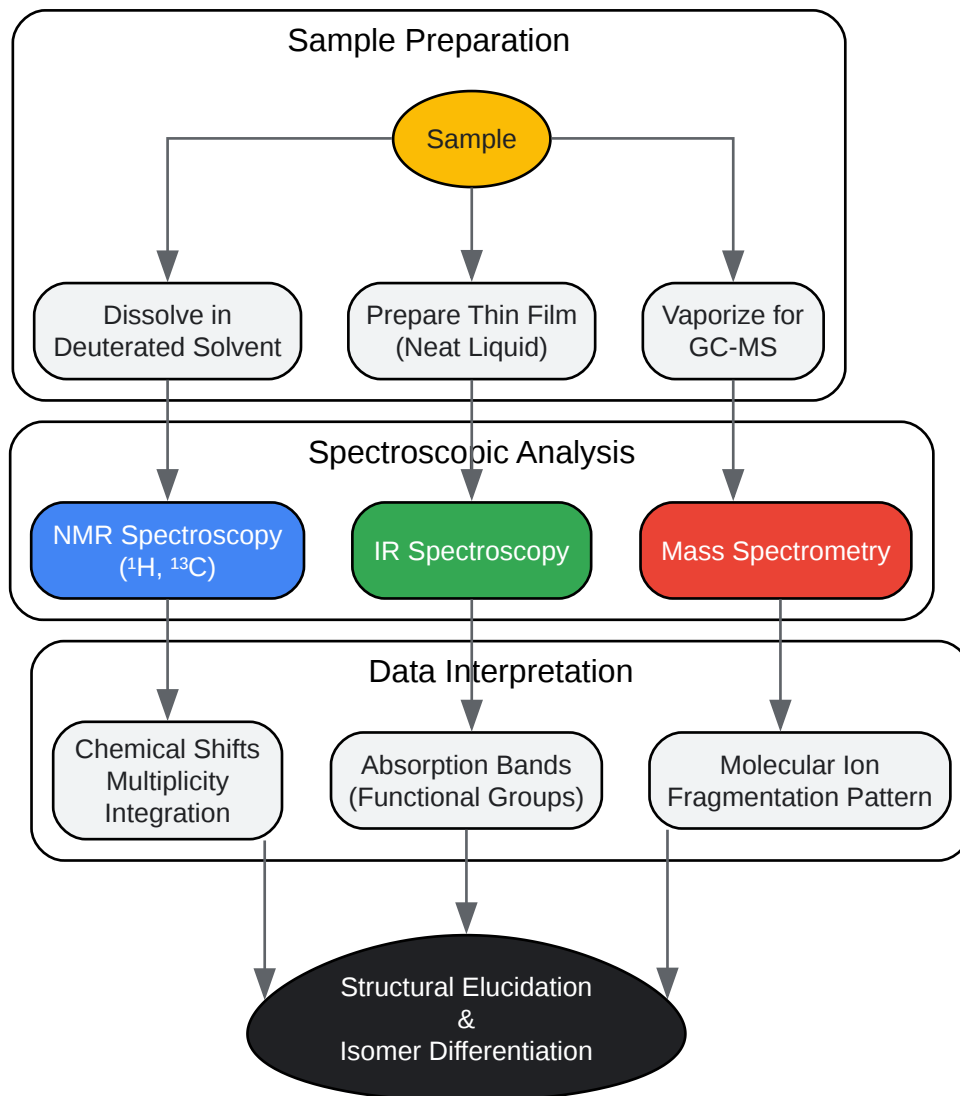 Sample Preparation
Sample
Dissolve in
Deuterated Solvent
Prepare Thin Film
(Neat Liquid)
Vaporize for
GC-MS
Spectroscopic Analysis
NMR Spectroscopy
(¹H, ¹³C)
IR Spectroscopy
Mass Spectrometry
Data Interpretation
Chemical Shifts
Multiplicity
Integration
Absorption Bands
(Functional Groups)
Molecular Ion
Fragmentation Pattern
Structural Elucidation
&
Isomer Differentiation